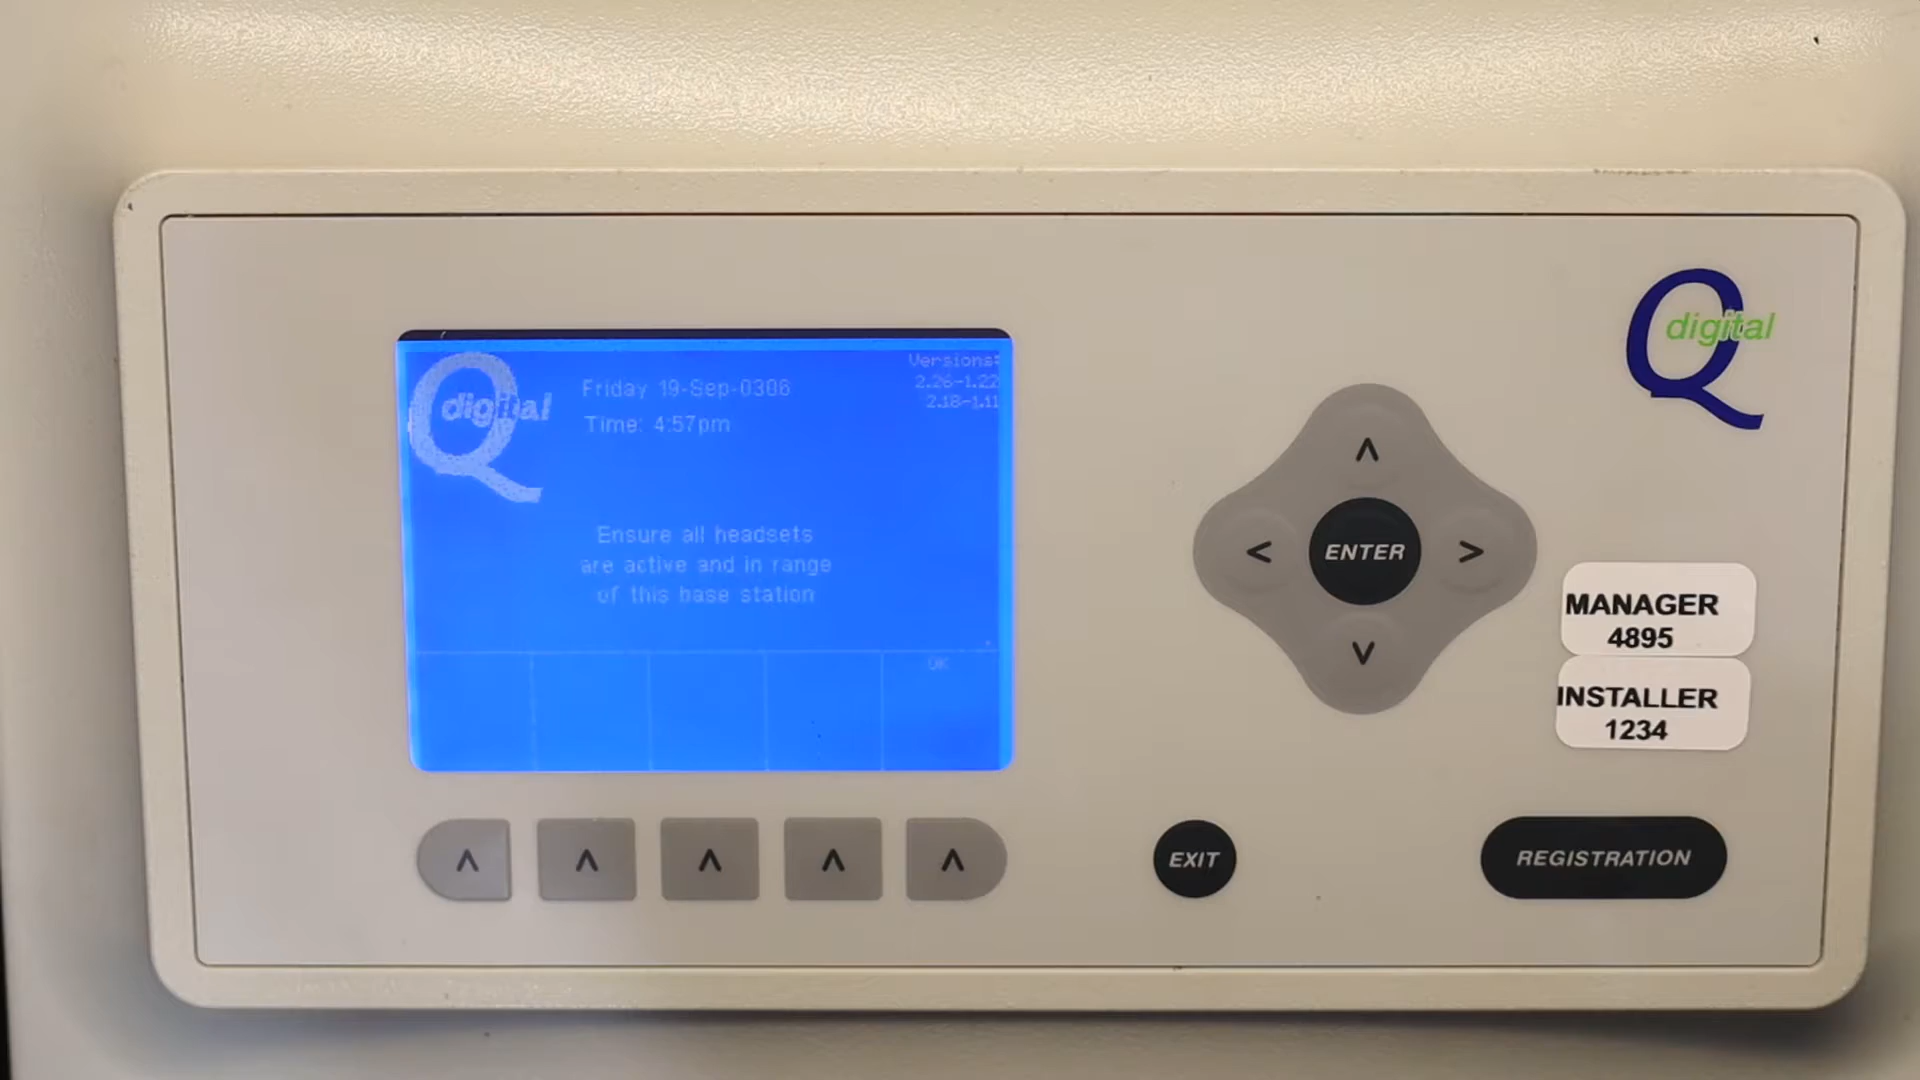 Q digital
Friday 19-Sep-0306
Time: 4:57pm
Versions:
2.26-1.22
2.18-1.11
Ensure all headsets
are active and in range
of this base station
OK
Q digital
ENTER
MANAGER
4895
INSTALLER
1234
EXIT
REGISTRATION